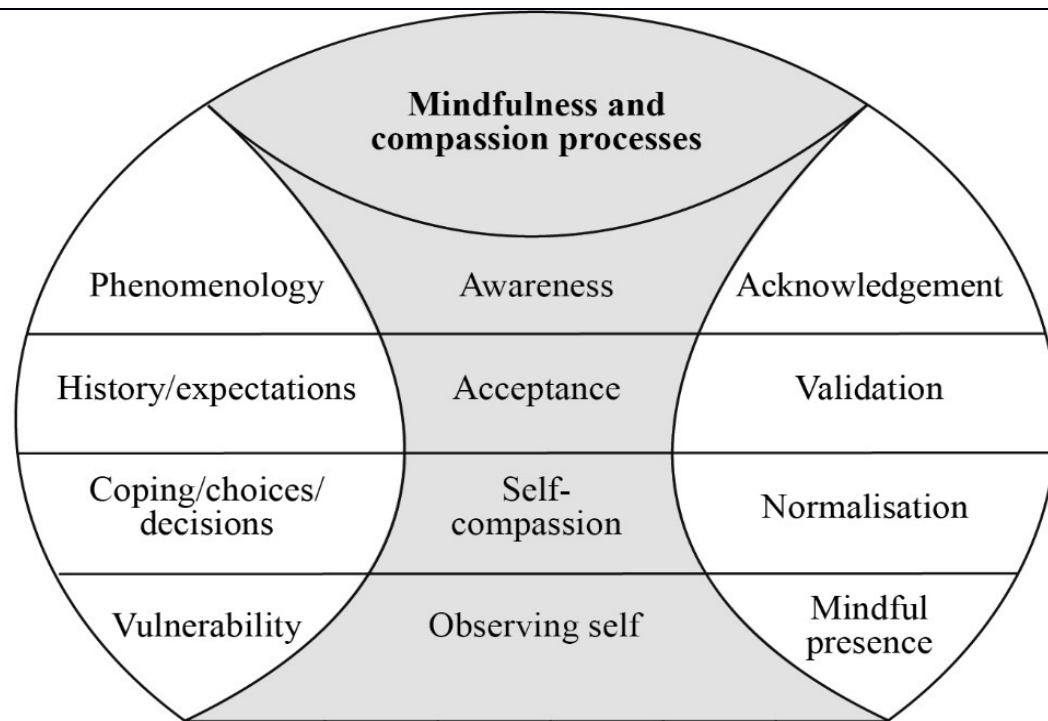 Mindfulness and
compassion processes
Phenomenology
Awareness
Acknowledgement
History/expectations
Acceptance
Validation
Coping/choices/
decisions
Self-
compassion
Normalisation
Vulnerability
Observing self
Mindful
presence